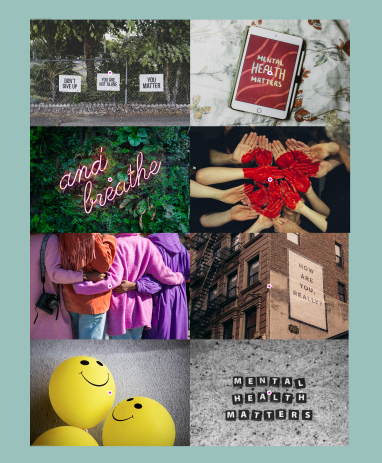 DON'T
GIVE UP
YOU ARE
NOT ALONE
YOU
MATTER
MENTAL
HEALTH
MATTERS
and
breathe
HOW
ARE
YOU,
REALLY?
MENTAL
HEALTH
MATTERS